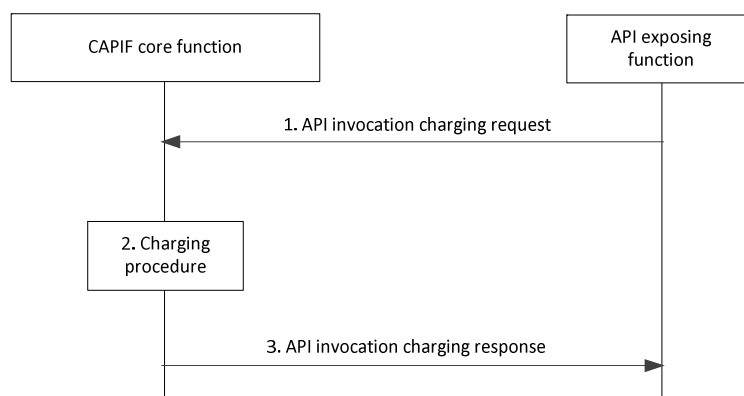 CAPIF core function
API exposing
function
1. API invocation charging request
2. Charging
procedure
3. API invocation charging response